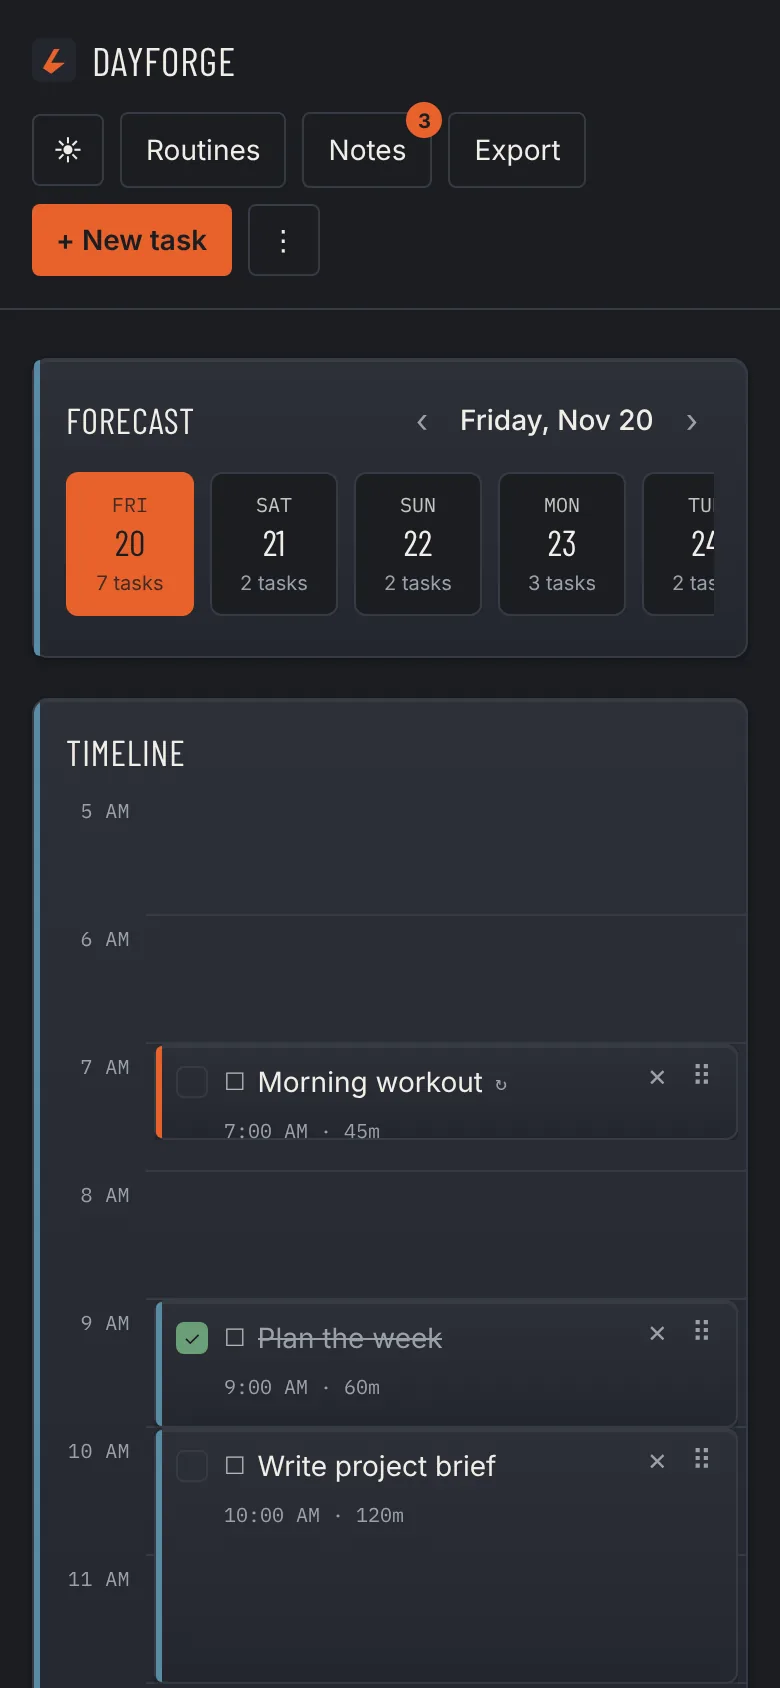 DAYFORGE
Routines Notes 3 Export
+ New task
FORECAST
Friday, Nov 20
FRI SAT SUN MON
20 21 22 23 24
7 tasks 2 tasks 2 tasks 3 tasks 2
TIMELINE
5 AM
6 AM
7 AM
Morning workout
7:00 AM · 45m
8 AM
9 AM
Plan the week
9:00 AM · 60m
10 AM
Write project brief
10:00 AM · 120m
11 AM